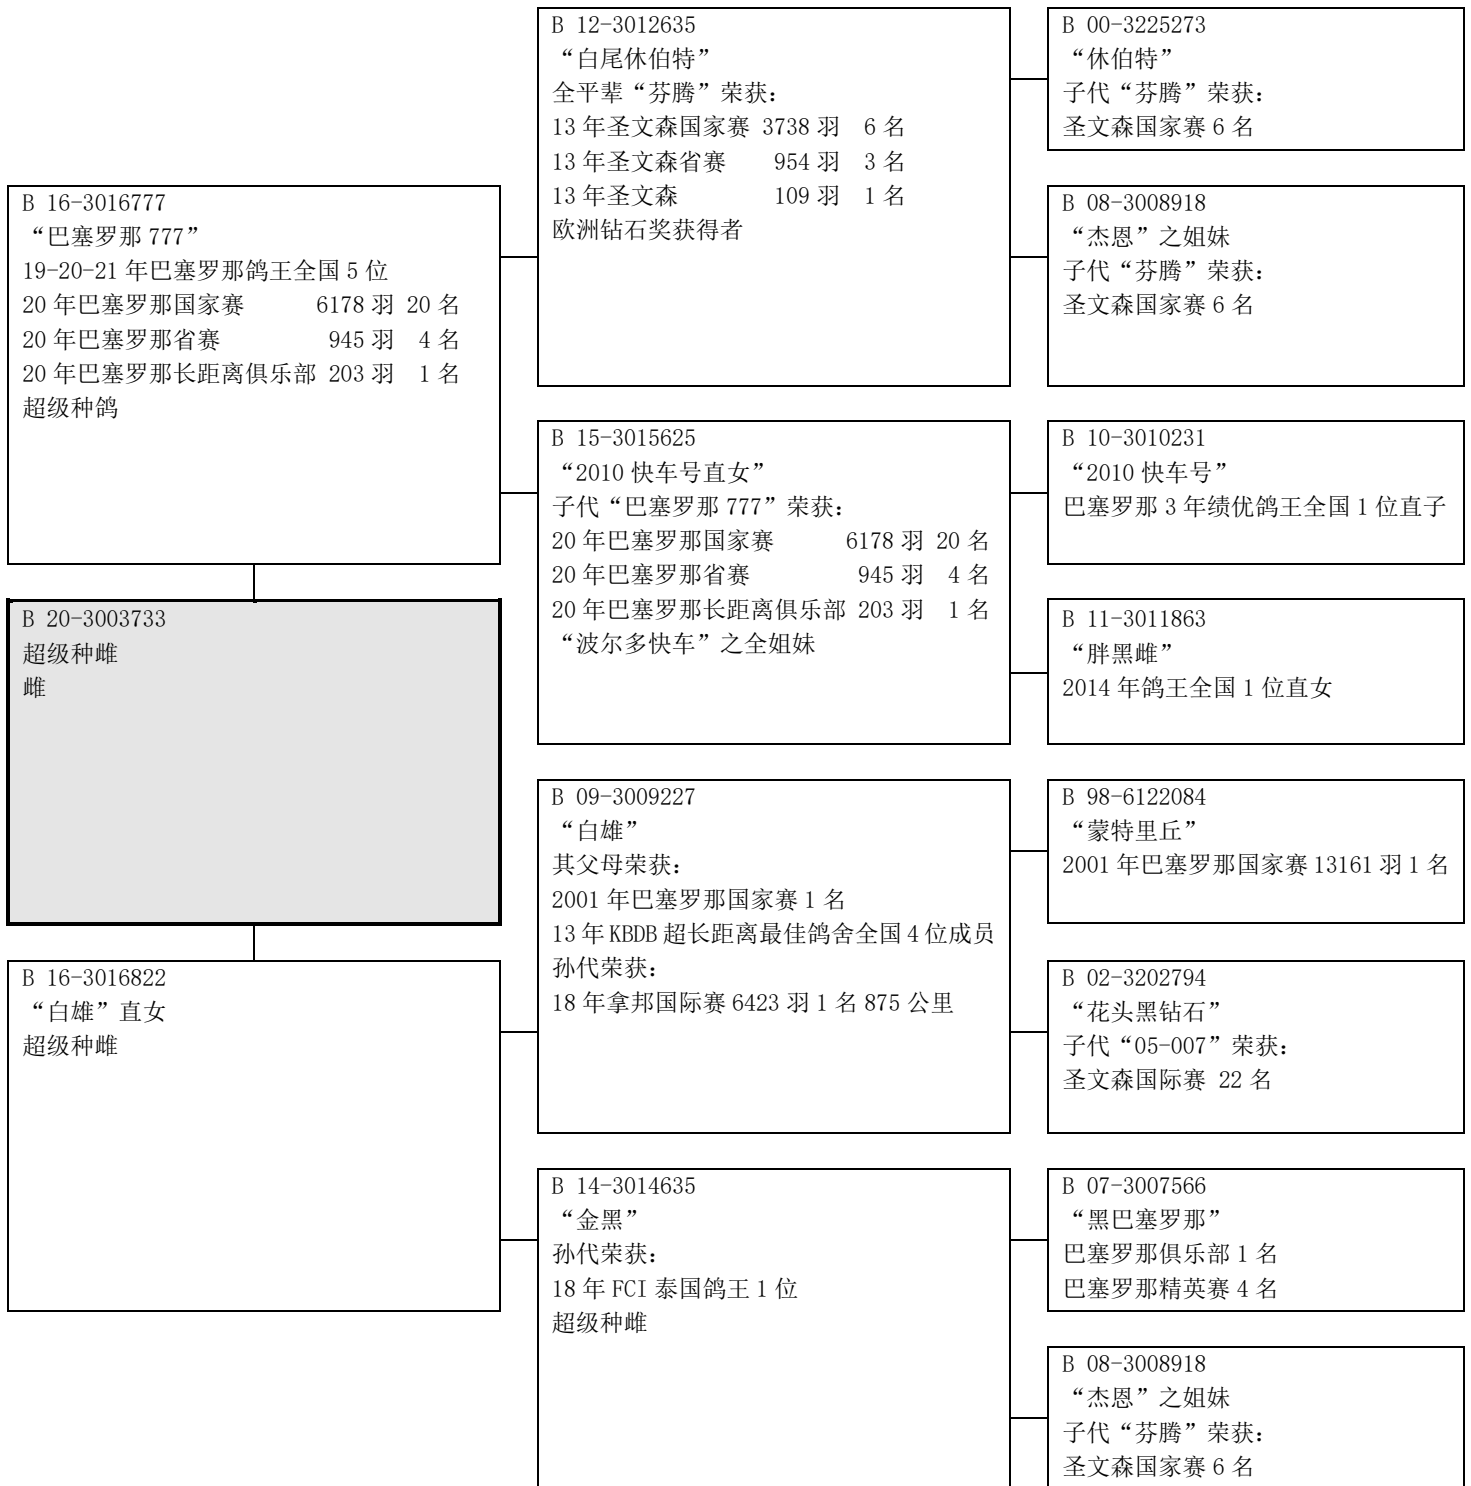 B 16-3016777
“巴塞罗那 777”
19-20-21 年巴塞罗那鸽王全国 5 位
20 年巴塞罗那国家赛 6178 羽 20 名
20 年巴塞罗那省赛 945 羽 4 名
20 年巴塞罗那长距离俱乐部 203 羽 1 名
超级种鸽
B 20-3003733
超级种雌
雌
B 16-3016822
“白雄”直女
超级种雌
B 12-3012635
“白尾休伯特”
全平辈“芬腾”荣获：
13 年圣文森国家赛 3738 羽 6 名
13 年圣文森省赛 954 羽 3 名
13 年圣文森 109 羽 1 名
欧洲钻石奖获得者
B 15-3015625
“2010 快车号直女”
子代“巴塞罗那 777”荣获：
20 年巴塞罗那国家赛 6178 羽 20 名
20 年巴塞罗那省赛 945 羽 4 名
20 年巴塞罗那长距离俱乐部 203 羽 1 名
“波尔多快车”之全姐妹
B 09-3009227
“白雄”
其父母荣获：
2001 年巴塞罗那国家赛 1 名
13 年 KBDB 超长距离最佳鸽舍全国 4 位成员
孙代荣获：
18 年拿邦国际赛 6423 羽 1 名 875 公里
B 14-3014635
“金黑”
孙代荣获：
18 年 FCI 泰国鸽王 1 位
超级种雌
B 00-3225273
“休伯特”
子代“芬腾”荣获：
圣文森国家赛 6 名
B 08-3008918
“杰恩”之姐妹
子代“芬腾”荣获：
圣文森国家赛 6 名
B 10-3010231
“2010 快车号”
巴塞罗那 3 年绩优鸽王全国 1 位直子
B 11-3011863
“胖黑雌”
2014 年鸽王全国 1 位直女
B 98-6122084
“蒙特里丘”
2001 年巴塞罗那国家赛 13161 羽 1 名
B 02-3202794
“花头黑钻石”
子代“05-007”荣获：
圣文森国际赛 22 名
B 07-3007566
“黑巴塞罗那”
巴塞罗那俱乐部 1 名
巴塞罗那精英赛 4 名
B 08-3008918
“杰恩”之姐妹
子代“芬腾”荣获：
圣文森国家赛 6 名